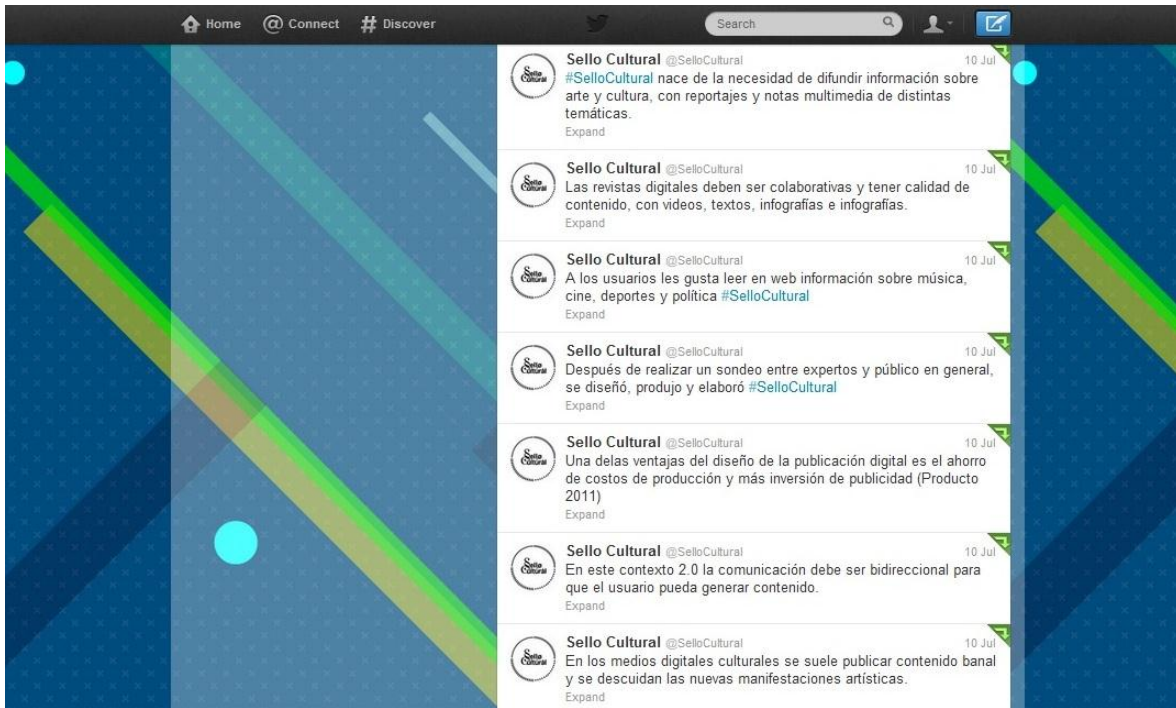 Home @ Connect # Discover Search
Sello Cultural @SelloCultural 10 Jul
#SelloCultural nace de la necesidad de difundir información sobre
arte y cultura, con reportajes y notas multimedia de distintas
temáticas.
Expand
Sello Cultural @SelloCultural 10 Jul
Las revistas digitales deben ser colaborativas y tener calidad de
contenido, con videos, textos, infografías e infografías.
Expand
Sello Cultural @SelloCultural 10 Jul
A los usuarios les gusta leer en web información sobre música,
cine, deportes y política #SelloCultural
Expand
Sello Cultural @SelloCultural 10 Jul
Después de realizar un sondeo entre expertos y público en general,
se diseñó, produjo y elaboró #SelloCultural
Expand
Sello Cultural @SelloCultural 10 Jul
Una delas ventajas del diseño de la publicación digital es el ahorro
de costos de producción y más inversión de publicidad (Producto
2011)
Expand
Sello Cultural @SelloCultural 10 Jul
En este contexto 2.0 la comunicación debe ser bidireccional para
que el usuario pueda generar contenido.
Expand
Sello Cultural @SelloCultural 10 Jul
En los medios digitales culturales se suele publicar contenido banal
y se descuidan las nuevas manifestaciones artísticas.
Expand